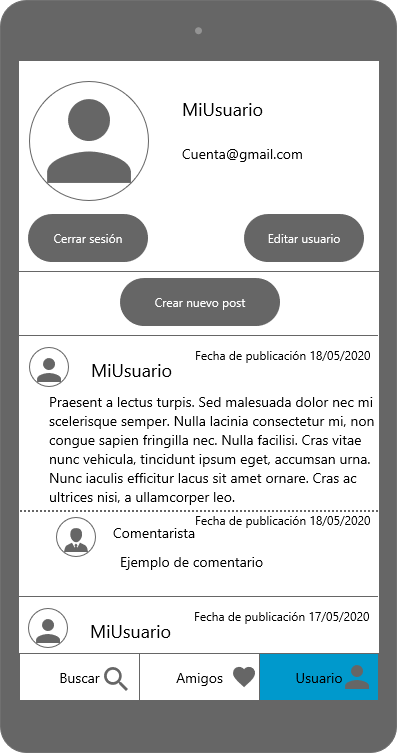 MiUsuario
Cuenta@gmail.com
Cerrar sesión
Editar usuario
Crear nuevo post
Fecha de publicación 18/05/2020
MiUsuario
Praesent a lectus turpis. Sed malesuada dolor nec mi
scelerisque semper. Nulla lacinia consectetur mi, non
congue sapien fringilla nec. Nulla facilisi. Cras vitae
nunc vehicula, tincidunt ipsum eget, accumsan urna.
Nunc iaculis efficitur lacus sit amet ornare. Cras ac
ultrices nisi, a ullamcorper leo.
Fecha de publicación 18/05/2020
Comentarista
Ejemplo de comentario
Fecha de publicación 17/05/2020
MiUsuario
Buscar
Amigos
Usuario